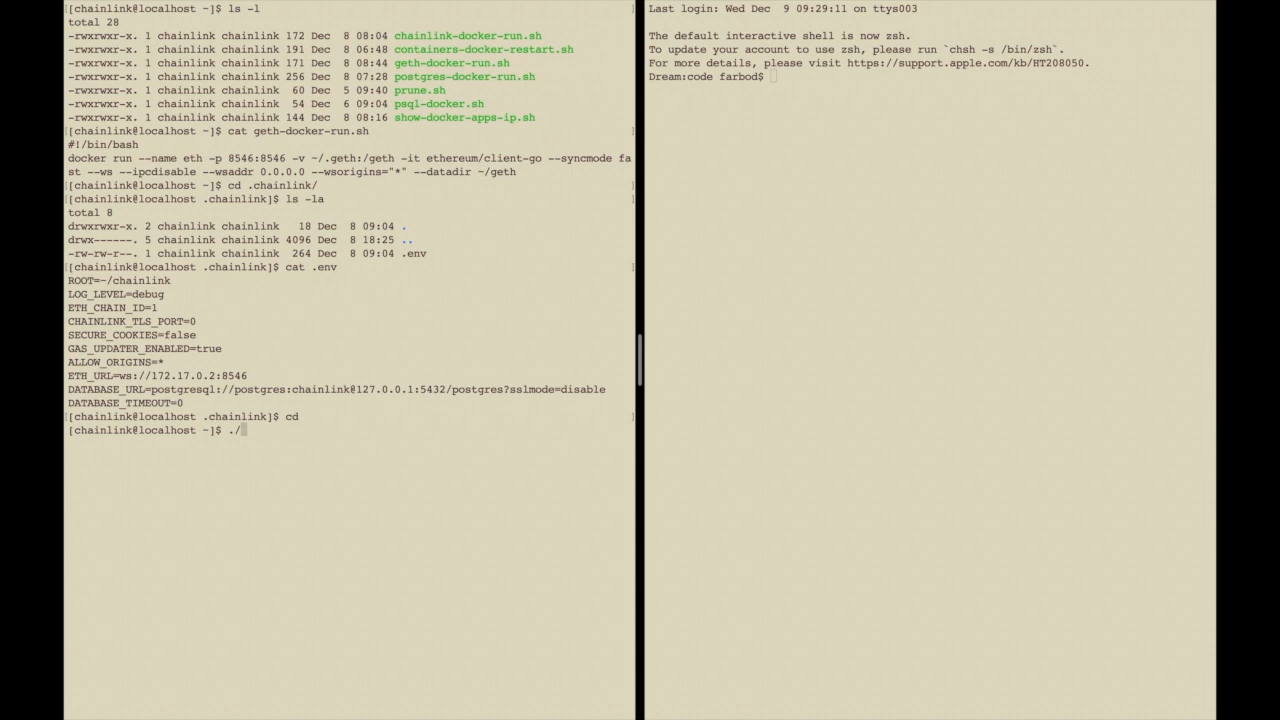 [[chainlink@localhost ~]$ ls -l ]
total 28
-rwxrwxr-x. 1 chainlink chainlink 172 Dec  8 08:04 chainlink-docker-run.sh
-rwxrwxr-x. 1 chainlink chainlink 191 Dec  8 06:48 containers-docker-restart.sh
-rwxrwxr-x. 1 chainlink chainlink 171 Dec  8 08:44 geth-docker-run.sh
-rwxrwxr-x. 1 chainlink chainlink 256 Dec  8 07:28 postgres-docker-run.sh
-rwxrwxr-x. 1 chainlink chainlink  60 Dec  5 09:40 prune.sh
-rwxrwxr-x. 1 chainlink chainlink  54 Dec  6 09:04 psql-docker.sh
-rwxrwxr-x. 1 chainlink chainlink 144 Dec  8 08:16 show-docker-apps-ip.sh
[[chainlink@localhost ~]$ cat geth-docker-run.sh ]
#!/bin/bash
docker run --name eth -p 8546:8546 -v ~/.geth:/geth -it ethereum/client-go --syncmode fa
st --ws --ipcdisable --wsaddr 0.0.0.0 --wsorigins="*" --datadir ~/geth
[[chainlink@localhost ~]$ cd .chainlink/ ]
[[chainlink@localhost .chainlink]$ ls -la ]
total 8
drwxrwxr-x. 2 chainlink chainlink   18 Dec  8 09:04 .
drwx------. 5 chainlink chainlink 4096 Dec  8 18:25 ..
-rw-rw-r--. 1 chainlink chainlink  264 Dec  8 09:04 .env
[[chainlink@localhost .chainlink]$ cat .env ]
ROOT=~/chainlink
LOG_LEVEL=debug
ETH_CHAIN_ID=1
CHAINLINK_TLS_PORT=0
SECURE_COOKIES=false
GAS_UPDATER_ENABLED=true
ALLOW_ORIGINS=*
ETH_URL=ws://172.17.0.2:8546
DATABASE_URL=postgresql://postgres:chainlink@127.0.0.1:5432/postgres?sslmode=disable
DATABASE_TIMEOUT=0
[[chainlink@localhost .chainlink]$ cd ]
[chainlink@localhost ~]$ ./
Last login: Wed Dec  9 09:29:11 on ttys003
The default interactive shell is now zsh.
To update your account to use zsh, please run `chsh -s /bin/zsh`.
For more details, please visit https://support.apple.com/kb/HT208050.
Dream:code farbod$